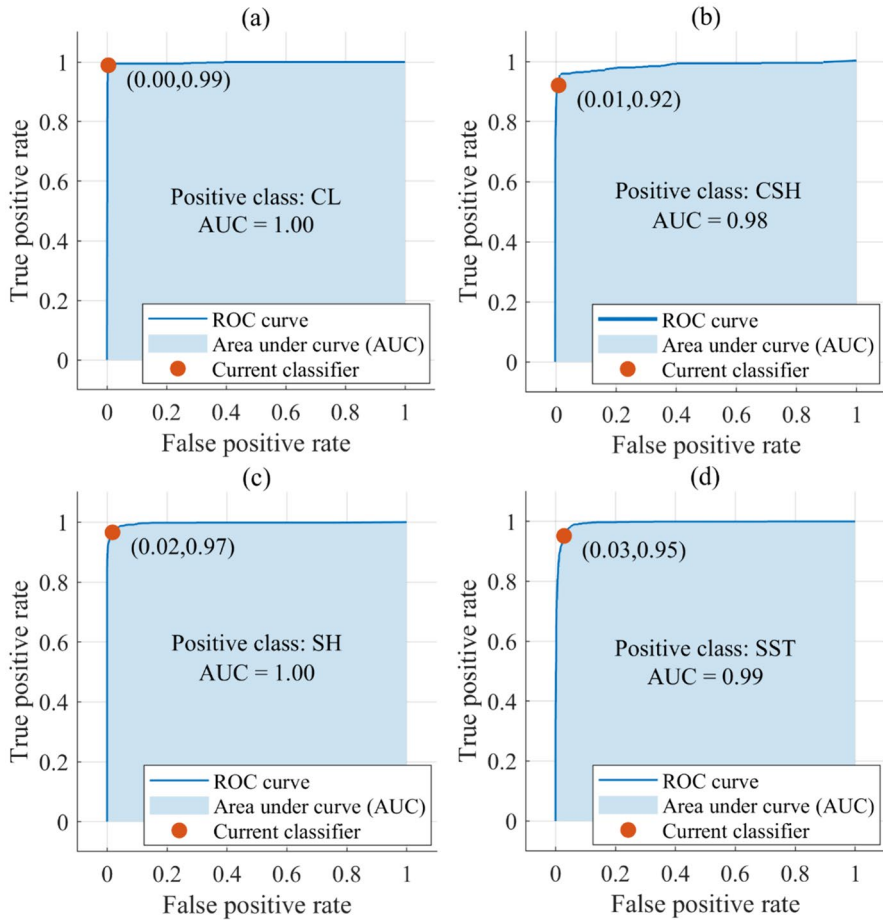 (a)
True positive rate
1
0.8
0.6
0.4
0.2
0
(0.00,0.99)
Positive class: CL
AUC = 1.00
ROC curve
Area under curve (AUC)
Current classifier
0 0.2 0.4 0.6 0.8 1
False positive rate
(b)
True positive rate
1
0.8
0.6
0.4
0.2
0
(0.01,0.92)
Positive class: CSH
AUC = 0.98
ROC curve
Area under curve (AUC)
Current classifier
0 0.2 0.4 0.6 0.8 1
False positive rate
(c)
True positive rate
1
0.8
0.6
0.4
0.2
0
(0.02,0.97)
Positive class: SH
AUC = 1.00
ROC curve
Area under curve (AUC)
Current classifier
0 0.2 0.4 0.6 0.8 1
False positive rate
(d)
True positive rate
1
0.8
0.6
0.4
0.2
0
(0.03,0.95)
Positive class: SST
AUC = 0.99
ROC curve
Area under curve (AUC)
Current classifier
0 0.2 0.4 0.6 0.8 1
False positive rate